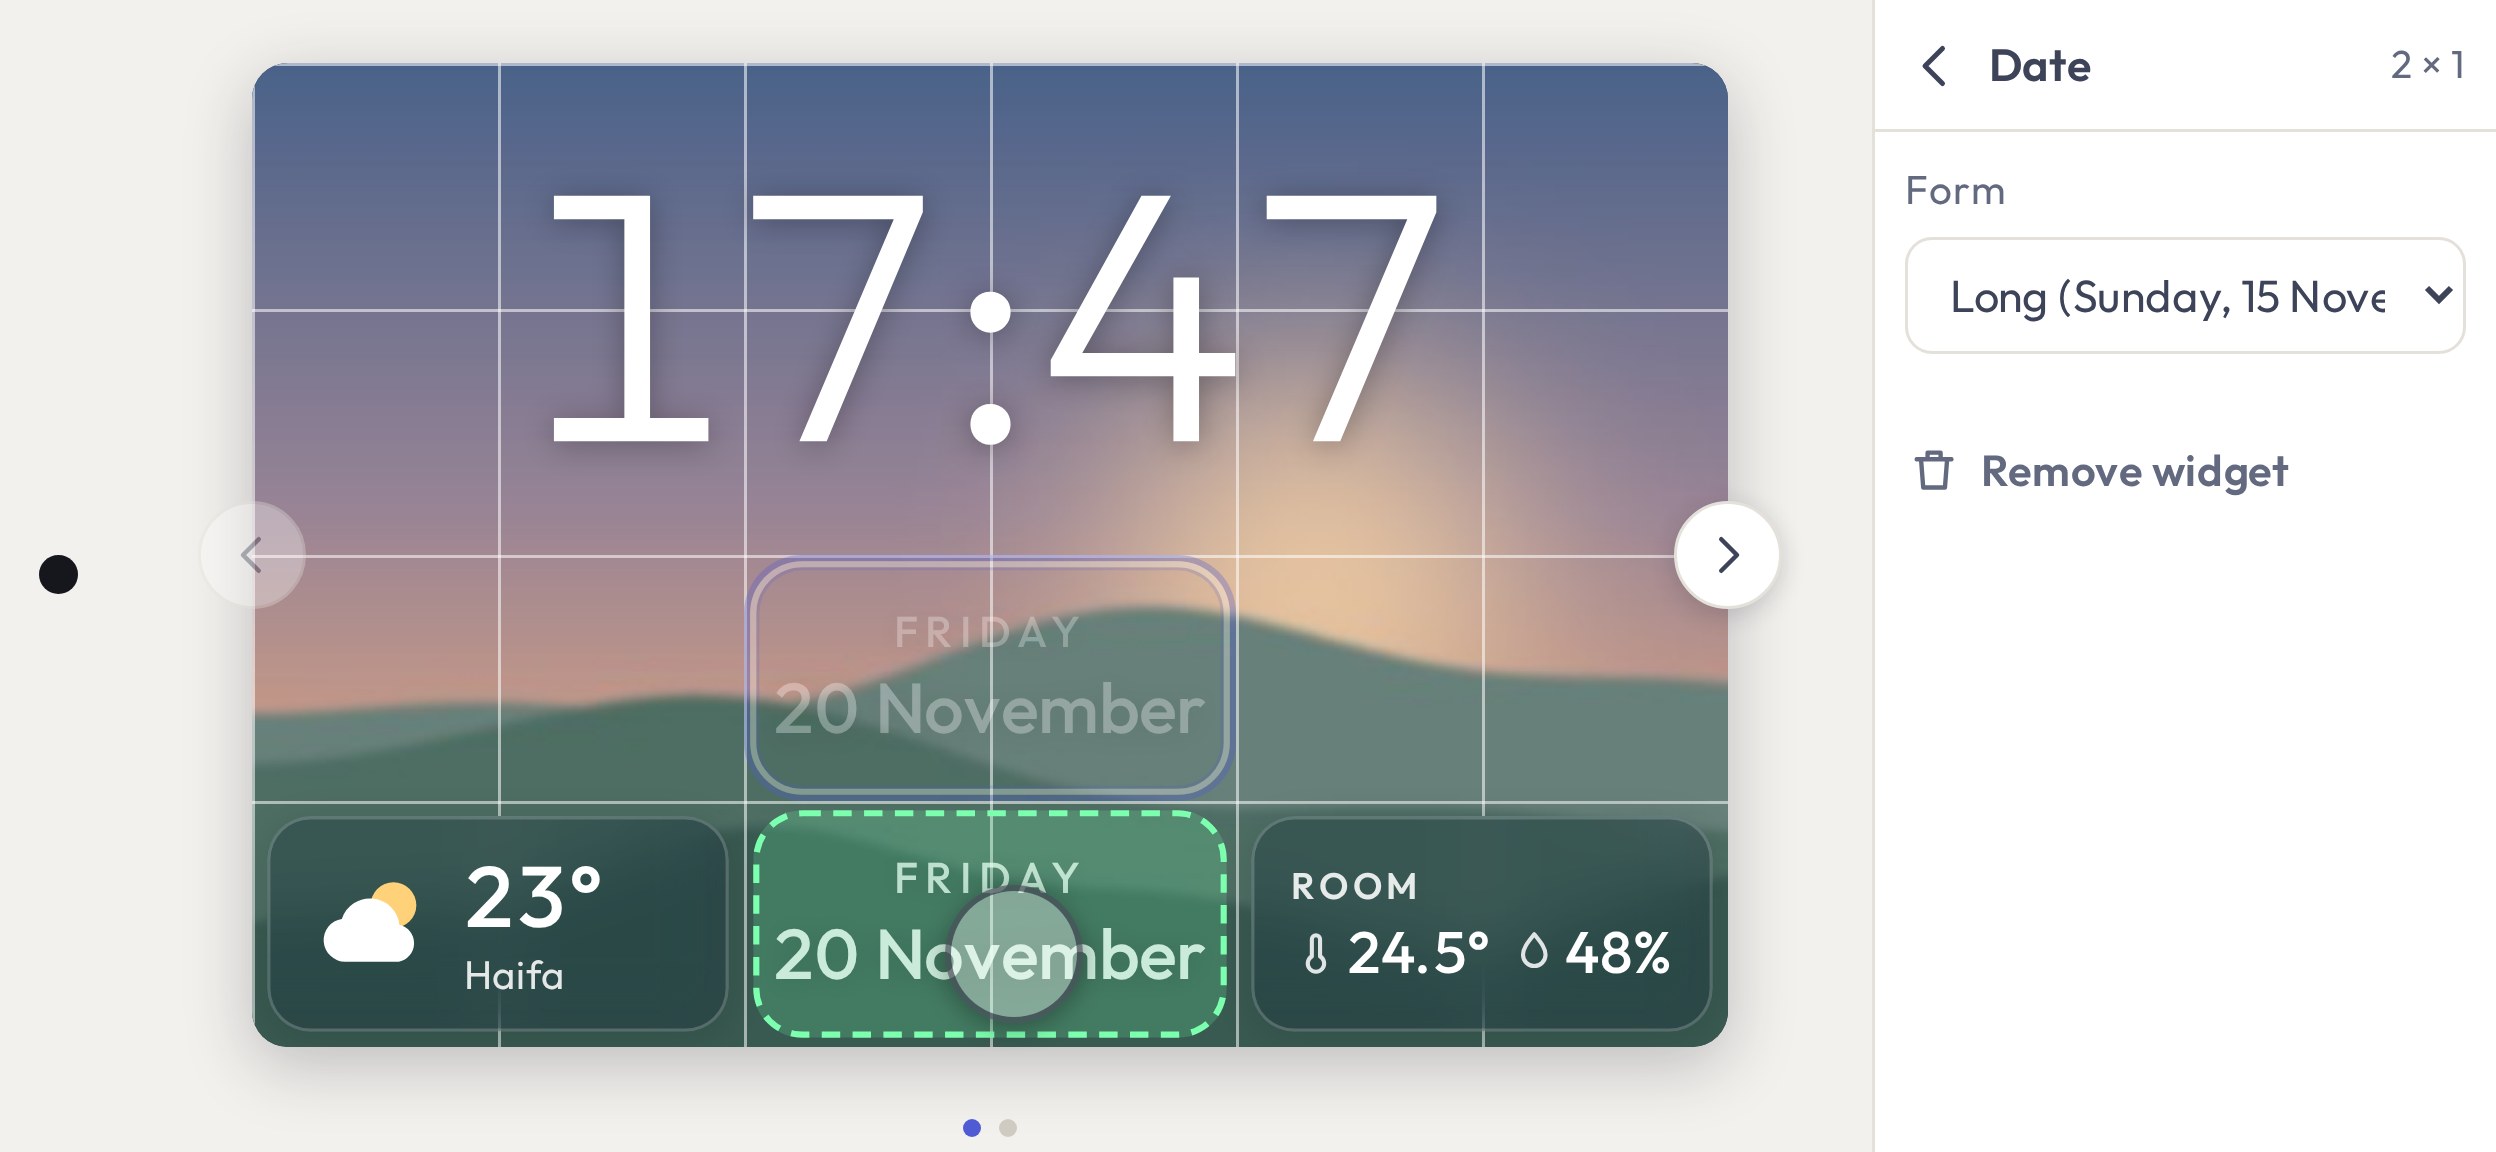 17:47
FRIDAY
20 November
23°
Haifa
FRIDAY
20 November
ROOM
24.5° 48%
Date
2 × 1
Form
Long (Sunday, 15 Nove
Remove widget